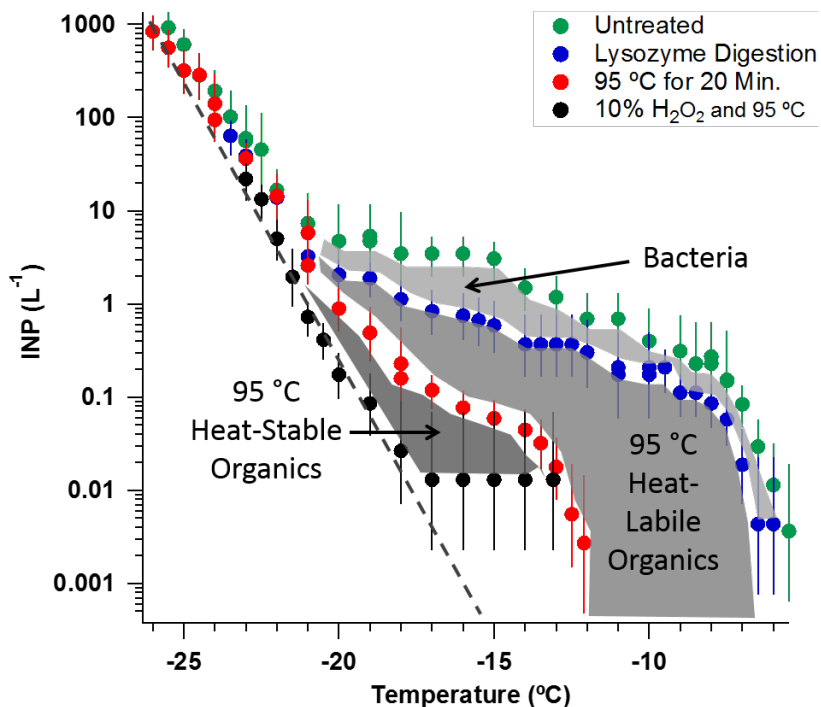 Untreated
Lysozyme Digestion
95 ºC for 20 Min.
10% H₂O₂ and 95 ºC
1000
100
10
1
0.1
0.01
0.001
INP (L⁻¹)
Bacteria
95 °C
Heat-Stable
Organics
95 °C
Heat-
Labile
Organics
-25
-20
-15
-10
Temperature (ºC)